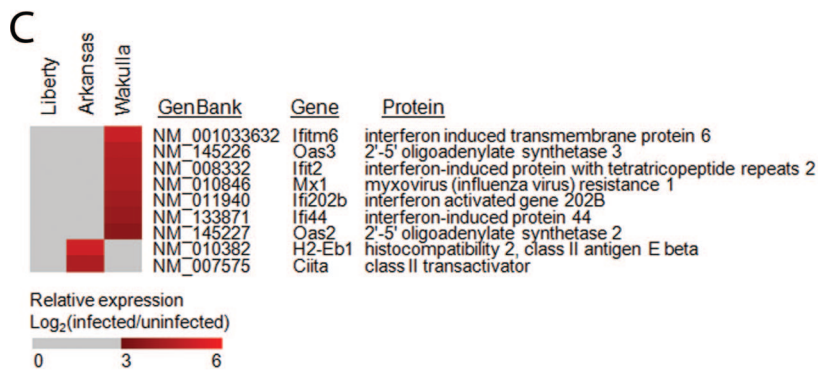 C
Liberty Arkansas Wakulla
GenBank Gene Protein
NM_001033632 Ifitm6 interferon induced transmembrane protein 6
NM_145226 Oas3 2'-5' oligoadenylate synthetase 3
NM_008332 Ifit2 interferon-induced protein with tetratricopeptide repeats 2
NM_010846 Mx1 myxovirus (influenza virus) resistance 1
NM_011940 Ifi202b interferon activated gene 202B
NM_133871 Ifi44 interferon-induced protein 44
NM_145227 Oas2 2'-5' oligoadenylate synthetase 2
NM_010382 H2-Eb1 histocompatibility 2, class II antigen E beta
NM_007575 Ciita class II transactivator
Relative expression
Log₂(infected/uninfected)
0 3 6